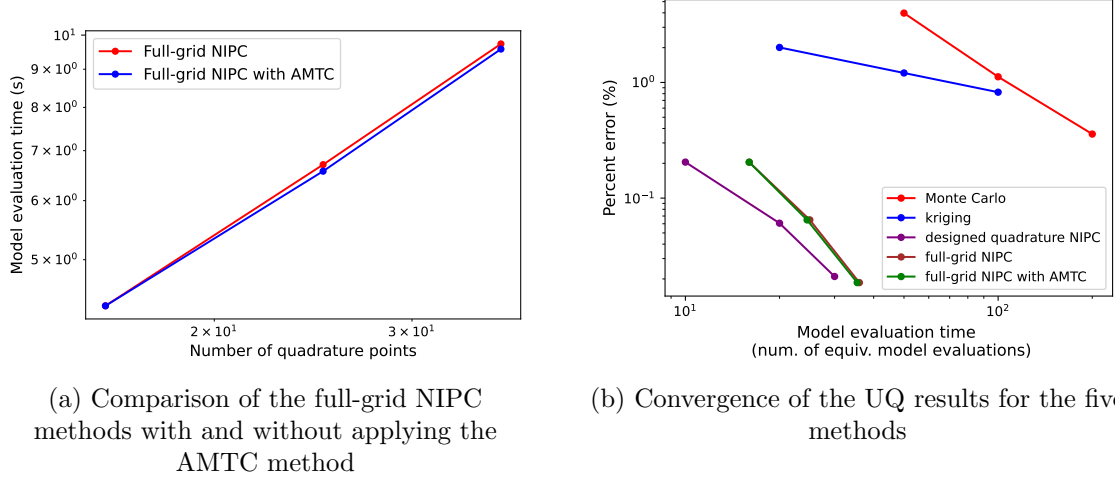 10¹
9 × 10⁰
8 × 10⁰
7 × 10⁰
6 × 10⁰
5 × 10⁰
Model evaluation time (s)
Full-grid NIPC
Full-grid NIPC with AMTC
2 × 10¹
3 × 10¹
Number of quadrature points
(a) Comparison of the full-grid NIPC
methods with and without applying the
AMTC method
10⁰
10⁻¹
Percent error (%)
Monte Carlo
kriging
designed quadrature NIPC
full-grid NIPC
full-grid NIPC with AMTC
10¹
10²
Model evaluation time
(num. of equiv. model evaluations)
(b) Convergence of the UQ results for the five
methods